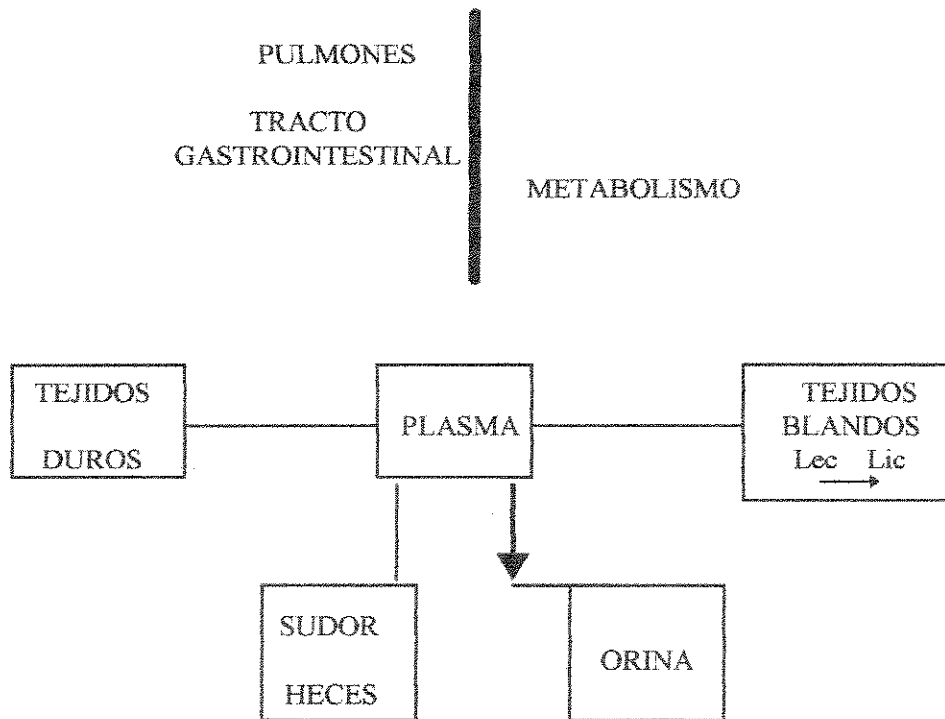 PULMONES
TRACTO
GASTROINTESTINAL
METABOLISMO
TEJIDOS
DUROS
PLASMA
TEJIDOS
BLANDOS
Lec Lic
SUDOR
HECES
ORINA